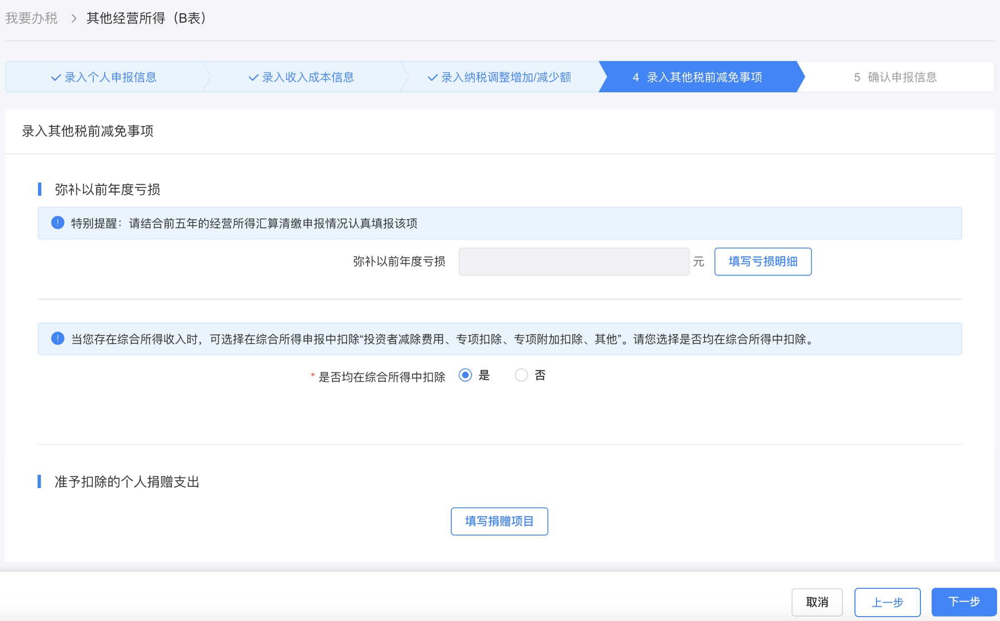 我要办税 > 其他经营所得（B表）
录入个人申报信息 录入收入成本信息 录入纳税调整增加/减少额 4 录入其他税前减免事项 5 确认申报信息
录入其他税前减免事项
弥补以前年度亏损
特别提醒：请结合前五年的经营所得汇算清缴申报情况认真填报该项
弥补以前年度亏损 元 填写亏损明细
当您存在综合所得收入时，可选择在综合所得申报中扣除“投资者减除费用、专项扣除、专项附加扣除、其他”。请您选择是否均在综合所得中扣除。
* 是否均在综合所得中扣除 是 否
准予扣除的个人捐赠支出
填写捐赠项目
取消 上一步 下一步